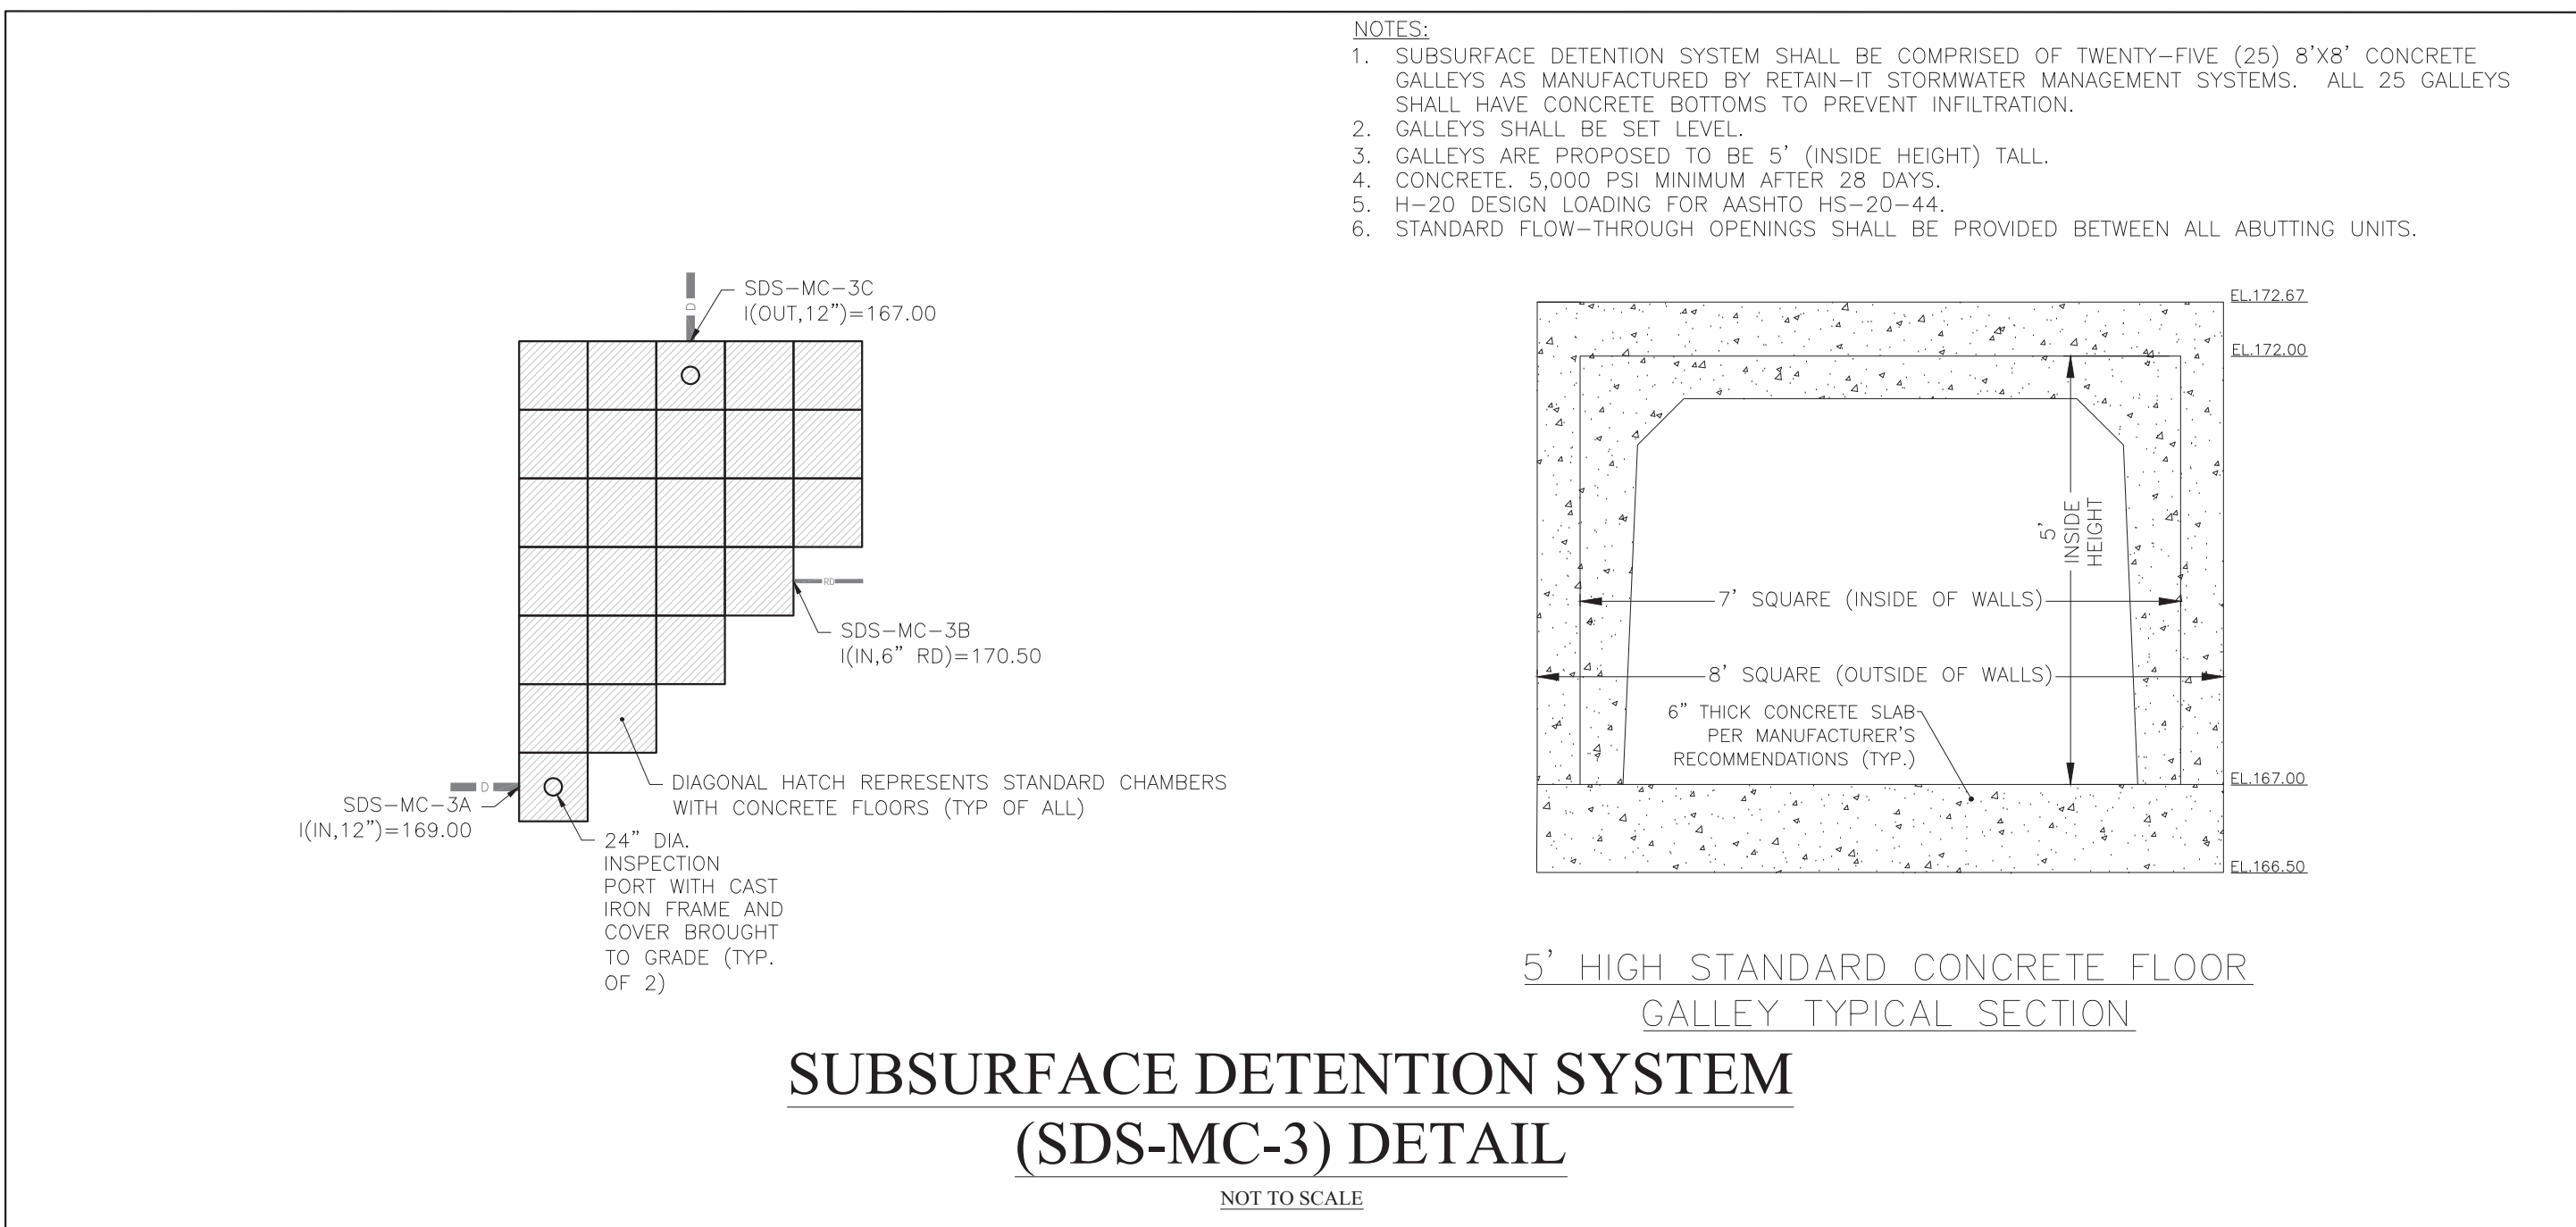 NOTES:
1. SUBSURFACE DETENTION SYSTEM SHALL BE COMPRISED OF TWENTY-FIVE (25) 8'X8' CONCRETE
GALLEYS AS MANUFACTURED BY RETAIN-IT STORMWATER MANAGEMENT SYSTEMS. ALL 25 GALLEYS
SHALL HAVE CONCRETE BOTTOMS TO PREVENT INFILTRATION.
2. GALLEYS SHALL BE SET LEVEL.
3. GALLEYS ARE PROPOSED TO BE 5' (INSIDE HEIGHT) TALL.
4. CONCRETE. 5,000 PSI MINIMUM AFTER 28 DAYS.
5. H-20 DESIGN LOADING FOR AASHTO HS-20-44.
6. STANDARD FLOW-THROUGH OPENINGS SHALL BE PROVIDED BETWEEN ALL ABUTTING UNITS.
D
SDS-MC-3C
I(OUT,12")=167.00
RD
SDS-MC-3B
I(IN,6" RD)=170.50
D
SDS-MC-3A
I(IN,12")=169.00
DIAGONAL HATCH REPRESENTS STANDARD CHAMBERS
WITH CONCRETE FLOORS (TYP OF ALL)
24" DIA.
INSPECTION
PORT WITH CAST
IRON FRAME AND
COVER BROUGHT
TO GRADE (TYP.
OF 2)
EL.172.67
EL.172.00
5'
INSIDE
HEIGHT
7' SQUARE (INSIDE OF WALLS)
8' SQUARE (OUTSIDE OF WALLS)
6" THICK CONCRETE SLAB
PER MANUFACTURER'S
RECOMMENDATIONS (TYP.)
EL.167.00
EL.166.50
5' HIGH STANDARD CONCRETE FLOOR
GALLEY TYPICAL SECTION
SUBSURFACE DETENTION SYSTEM
(SDS-MC-3) DETAIL
NOT TO SCALE